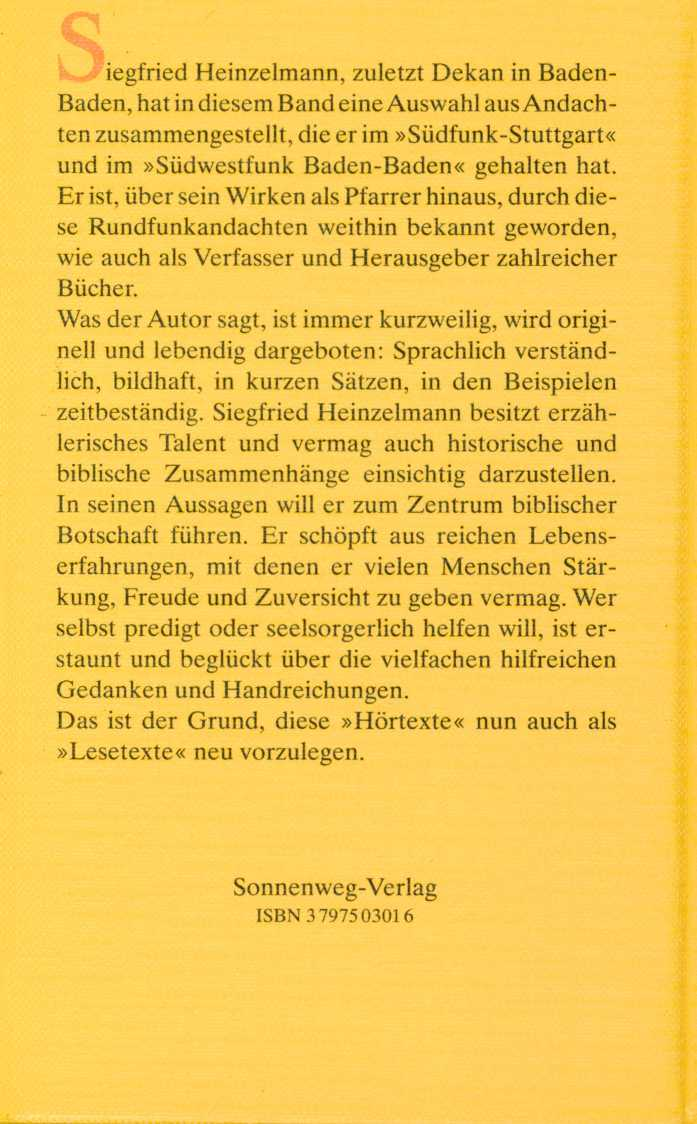 Siegfried Heinzelmann, zuletzt Dekan in Baden-
Baden, hat in diesem Band eine Auswahl aus Andach-
ten zusammengestellt, die er im »Südfunk-Stuttgart«
und im »Südwestfunk Baden-Baden« gehalten hat.
Er ist, über sein Wirken als Pfarrer hinaus, durch die-
se Rundfunkandachten weithin bekannt geworden,
wie auch als Verfasser und Herausgeber zahlreicher
Bücher.
Was der Autor sagt, ist immer kurzweilig, wird origi-
nell und lebendig dargeboten: Sprachlich verständ-
lich, bildhaft, in kurzen Sätzen, in den Beispielen
zeitbeständig. Siegfried Heinzelmann besitzt erzäh-
lerisches Talent und vermag auch historische und
biblische Zusammenhänge einsichtig darzustellen.
In seinen Aussagen will er zum Zentrum biblischer
Botschaft führen. Er schöpft aus reichen Lebens-
erfahrungen, mit denen er vielen Menschen Stär-
kung, Freude und Zuversicht zu geben vermag. Wer
selbst predigt oder seelsorgerlich helfen will, ist er-
staunt und beglückt über die vielfachen hilfreichen
Gedanken und Handreichungen.
Das ist der Grund, diese »Hörtexte« nun auch als
»Lesetexte« neu vorzulegen.
Sonnenweg-Verlag
ISBN 3 7975 0301 6